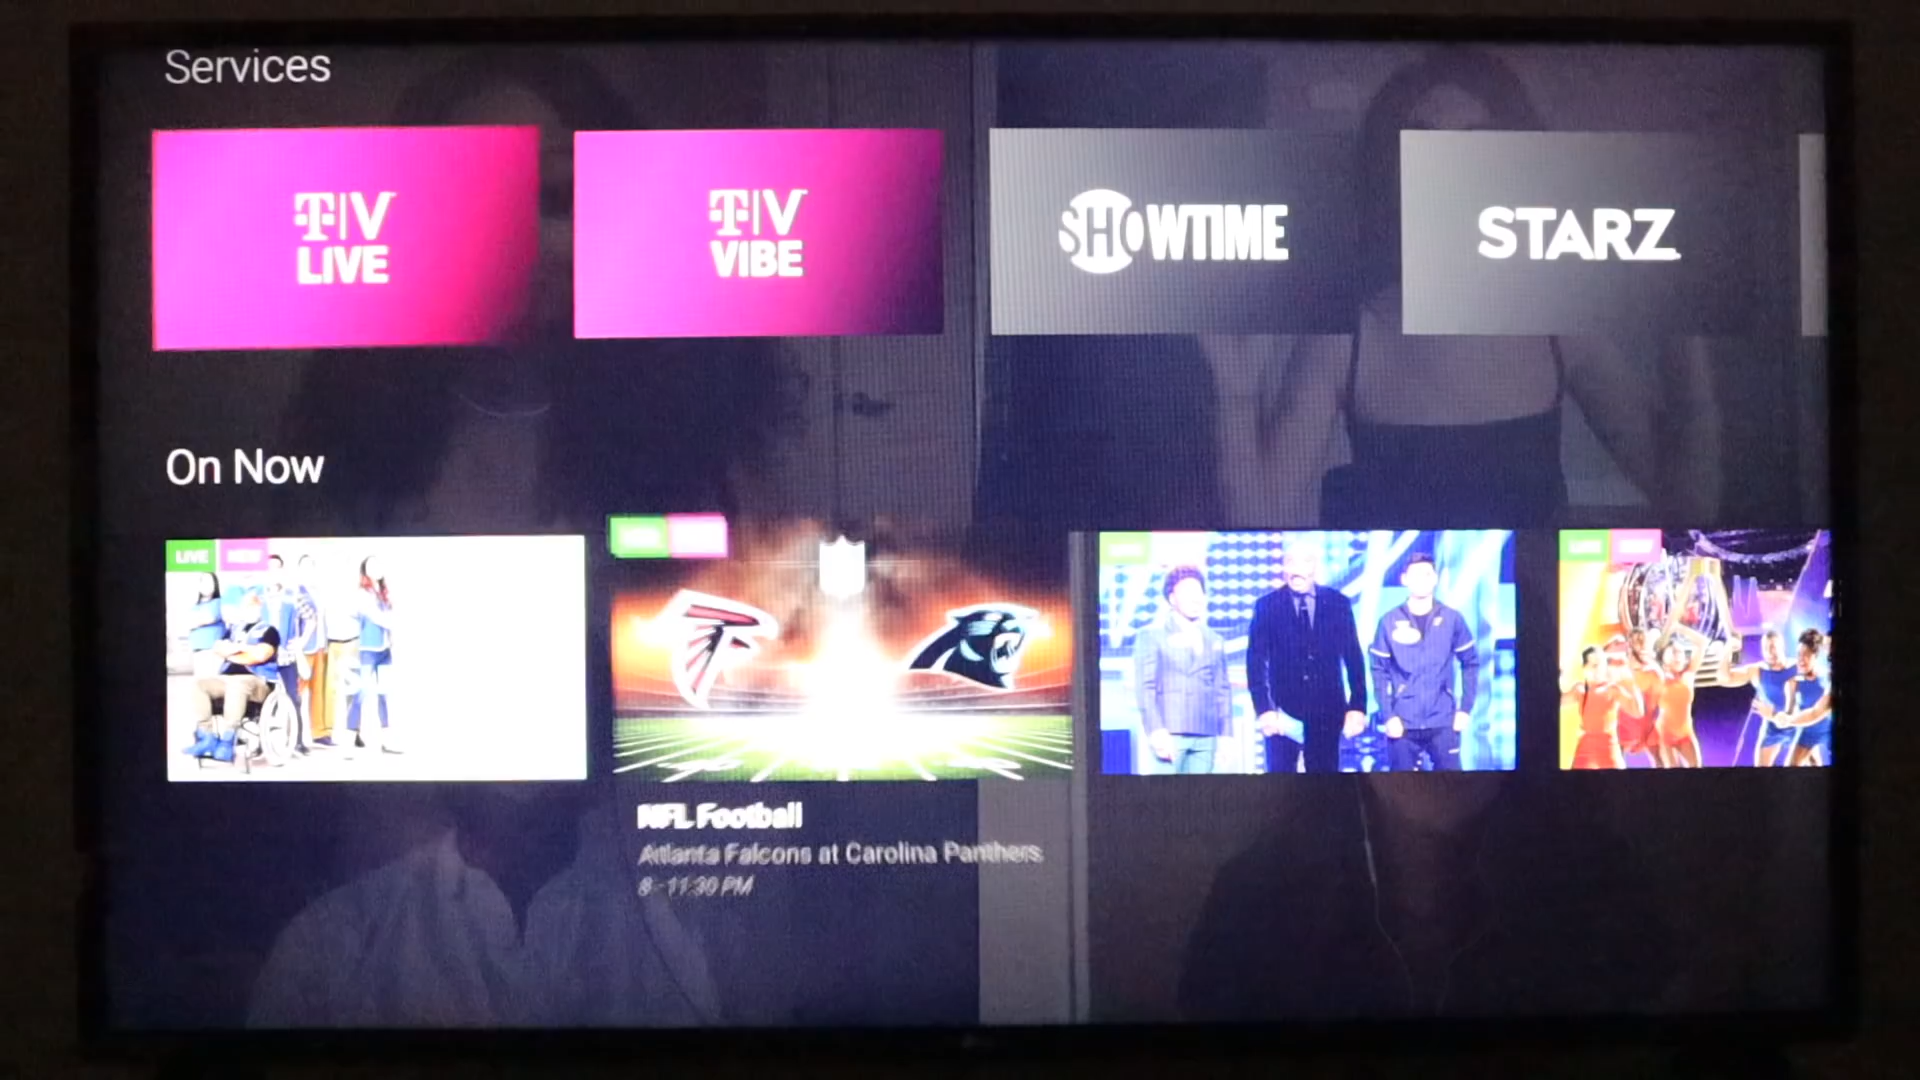 Services
T|V
LIVE
T|V
VIBE
SHOWTIME
STARZ
On Now
LIVE NEW
NFL Football
Atlanta Falcons at Carolina Panthers
8 - 11:30 PM